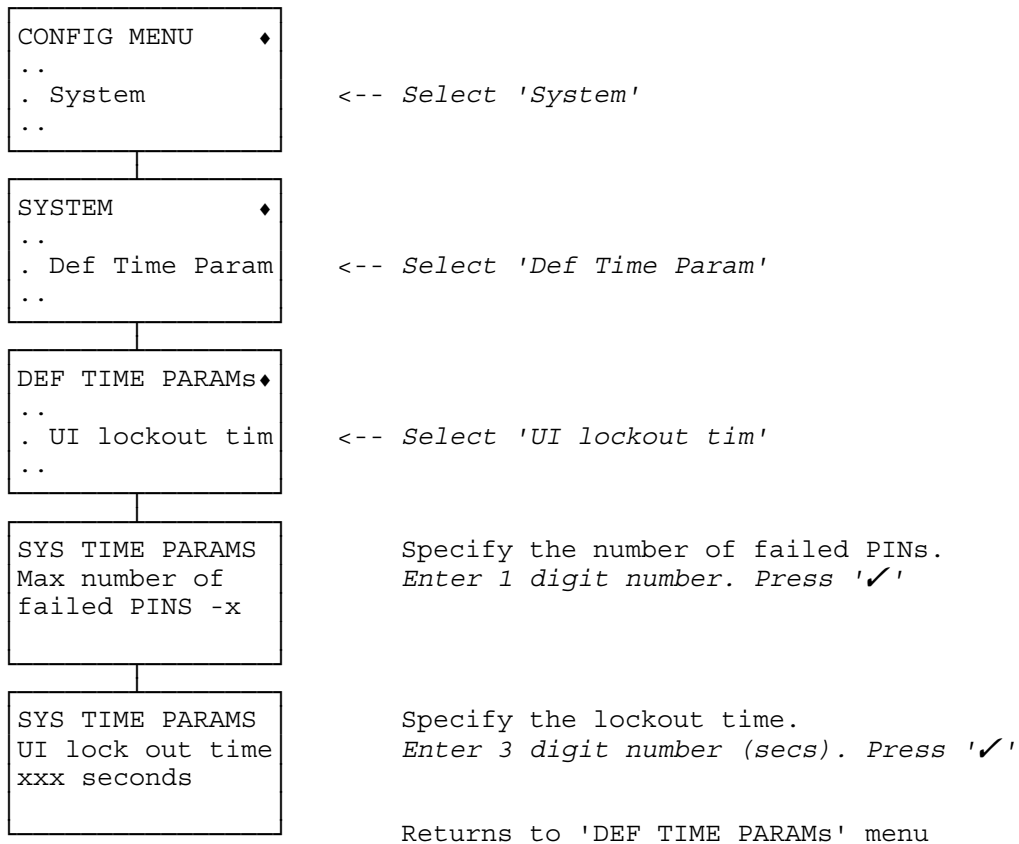 CONFIG MENU ♦
..
. System <-- Select 'System'
..
SYSTEM ♦
..
. Def Time Param <-- Select 'Def Time Param'
..
DEF TIME PARAMs♦
..
. UI lockout tim <-- Select 'UI lockout tim'
..
SYS TIME PARAMS Specify the number of failed PINs.
Max number of Enter 1 digit number. Press '✓'
failed PINS -x
SYS TIME PARAMS Specify the lockout time.
UI lock out time Enter 3 digit number (secs). Press '✓'
xxx seconds
Returns to 'DEF TIME PARAMs' menu